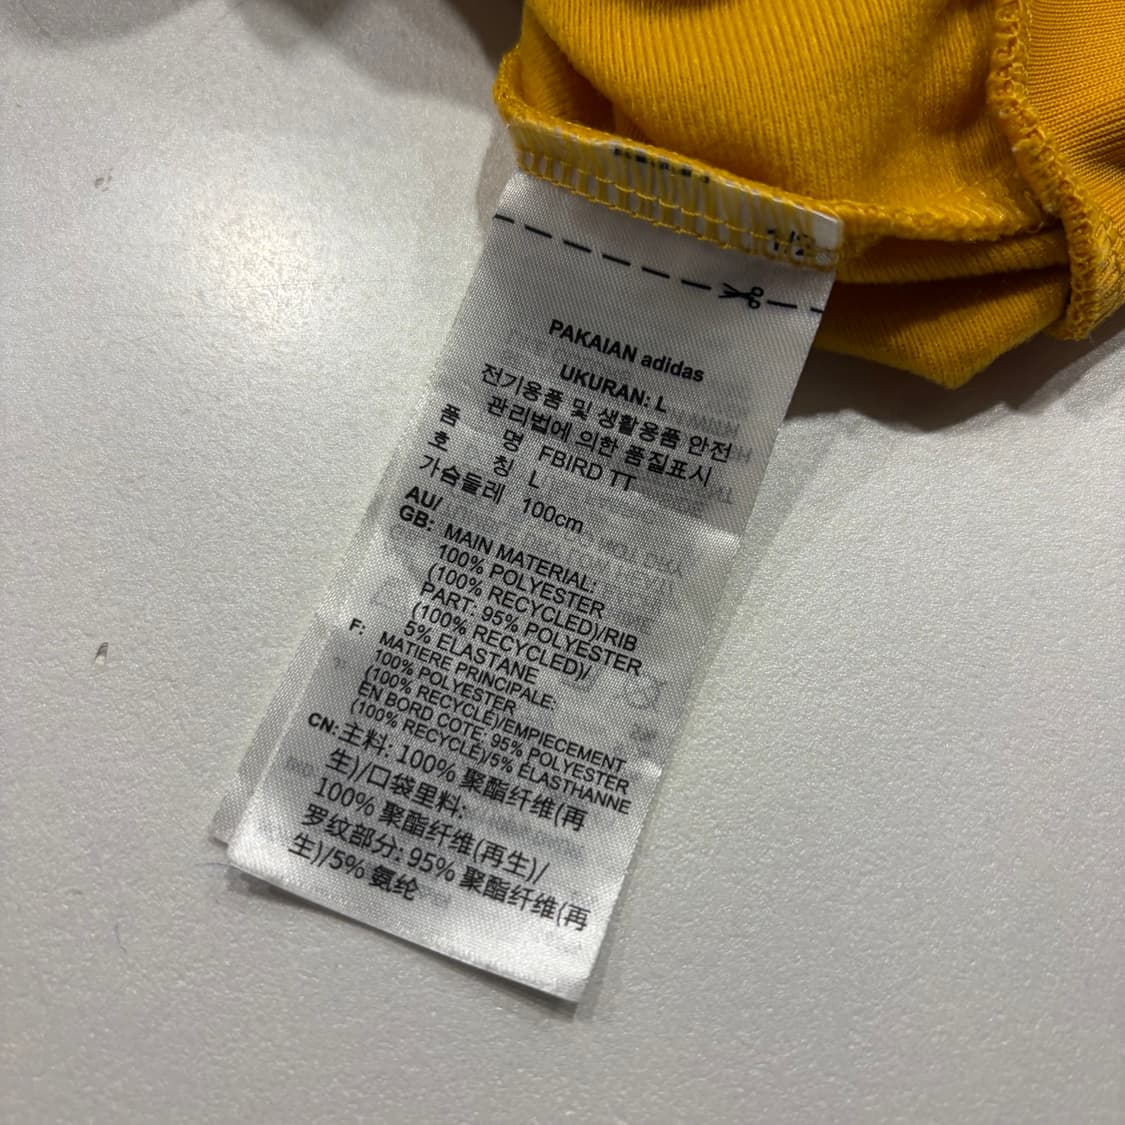 1/2
PAKAIAN adidas
UKURAN: L
전기용품 및 생활용품 안전
관리법에 의한 품질표시
품 명 FBIRD TT
호 칭 L
가슴둘레 100cm
AU/
GB: MAIN MATERIAL:
100% POLYESTER
(100% RECYCLED)/RIB
PART: 95% POLYESTER
(100% RECYCLED)/
5% ELASTANE
F: MATIERE PRINCIPALE:
100% POLYESTER
(100% RECYCLÉ)/EMPIECEMENT
EN BORD COTE: 95% POLYESTER
(100% RECYCLÉ)/5% ÉLASTHANNE
CN: 主料: 100% 聚酯纤维(再
生)/口袋里料:
100% 聚酯纤维(再生)/
罗纹部分: 95% 聚酯纤维(再
生)/5% 氨纶